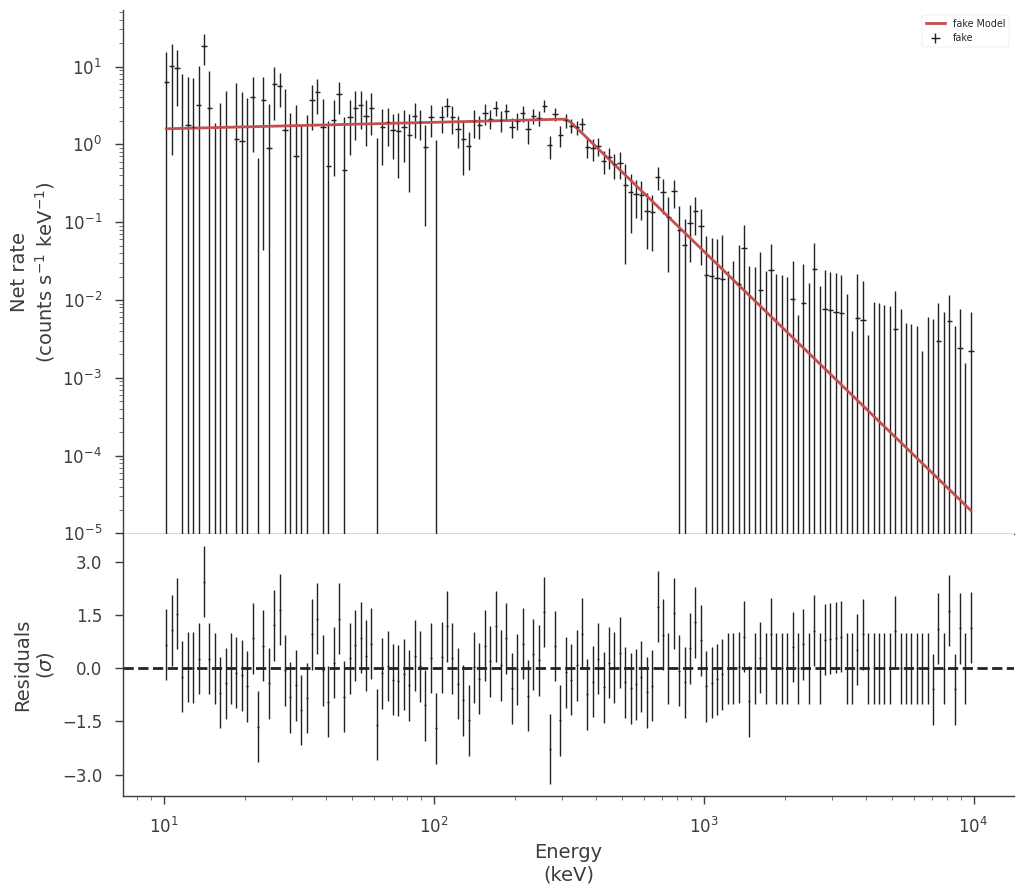 fake Model
fake
10¹
10⁰
10⁻¹
10⁻²
10⁻³
10⁻⁴
10⁻⁵
Net rate
(counts s⁻¹ keV⁻¹)
3.0
1.5
0.0
−1.5
−3.0
Residuals
(σ)
10¹
10²
10³
10⁴
Energy
(keV)